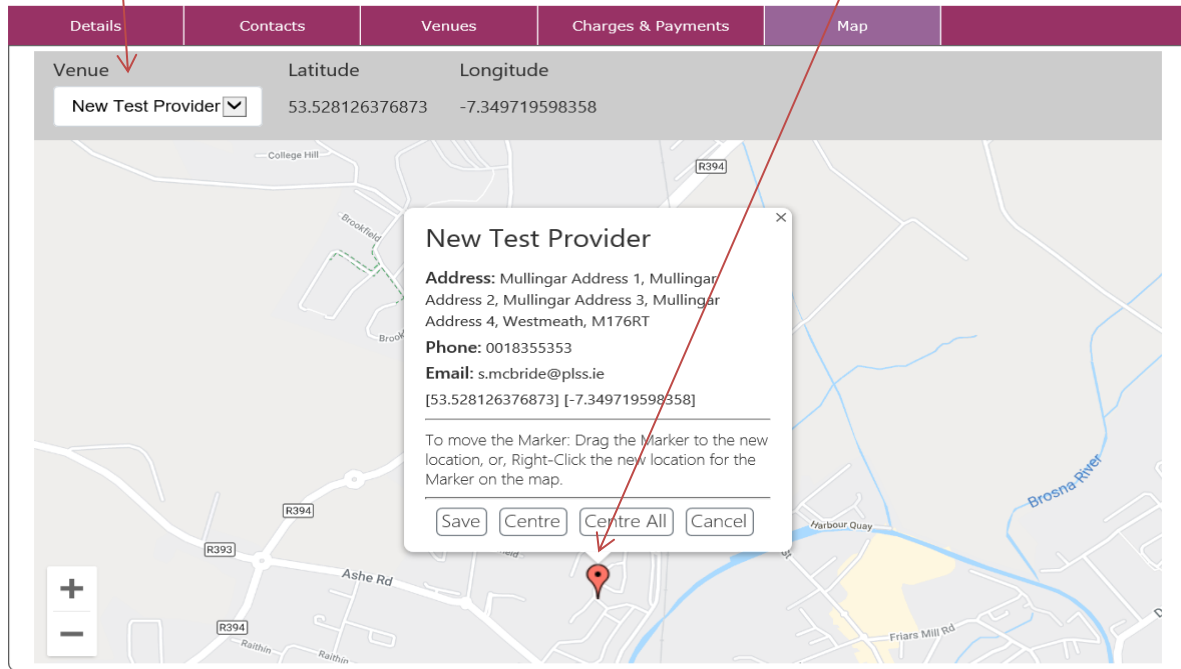 Details Contacts Venues Charges & Payments Map
Venue Latitude Longitude
New Test Provider 53.528126376873 -7.349719598358
College Hill
R394
Brookfield
New Test Provider
×
Address: Mullingar Address 1, Mullingar
Address 2, Mullingar Address 3, Mullingar
Address 4, Westmeath, M176RT
Phone: 0018355353
Email: s.mcbride@plss.ie
[53.528126376873] [-7.349719598358]
To move the Marker: Drag the Marker to the new
location, or, Right-Click the new location for the
Marker on the map.
Save Centre Centre All Cancel
Brosna River
R394
Harbour Quay
R393
Ashe Rd
+
−
R394
Raithin
Raithin
Friars Mill Rd